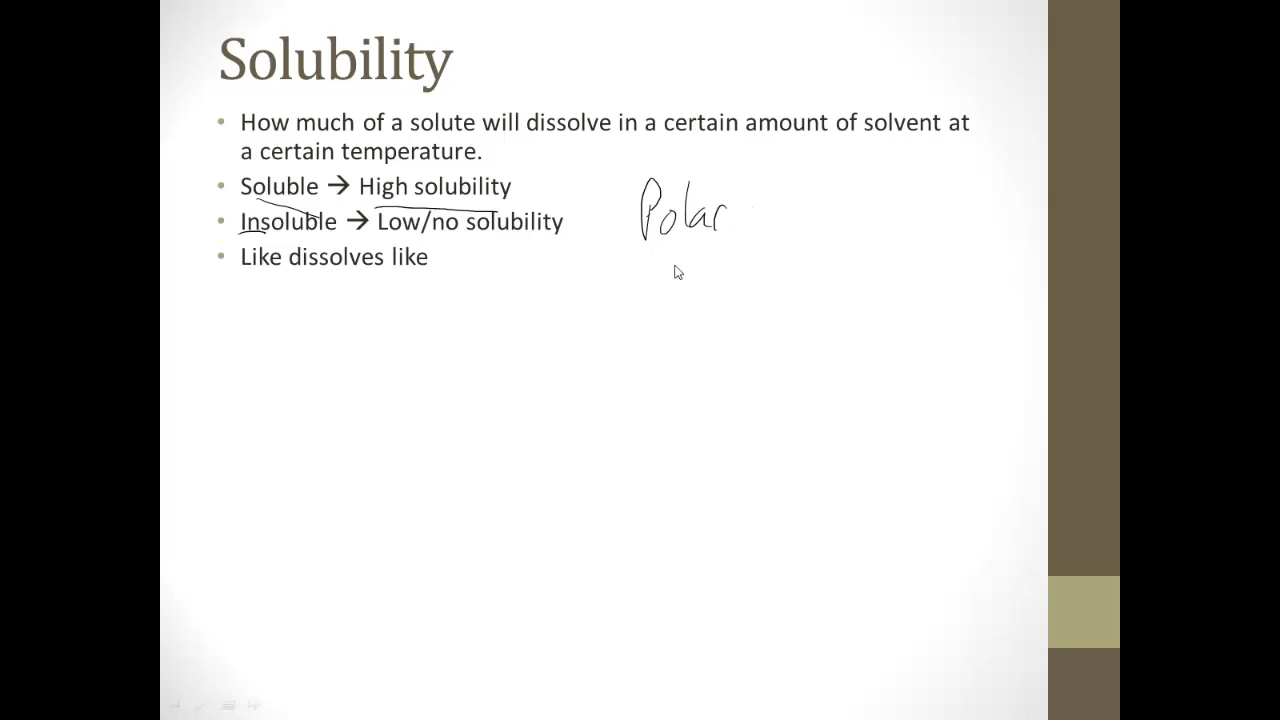 Solubility
• How much of a solute will dissolve in a certain amount of solvent at
a certain temperature.
• Soluble → High solubility
• Insoluble → Low/no solubility
Polar
• Like dissolves like